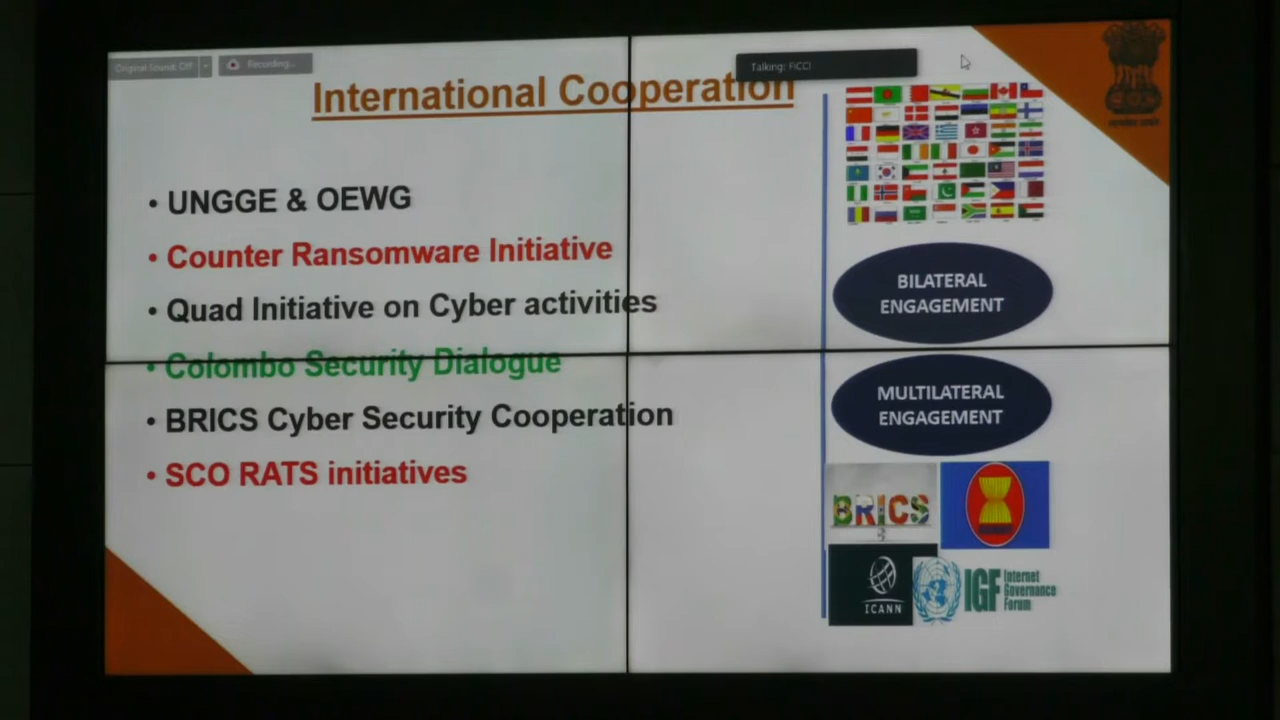 Original Sound: Off
Recording...
Talking: FICCI
International Cooperation
• UNGGE & OEWG
• Counter Ransomware Initiative
• Quad Initiative on Cyber activities
• Colombo Security Dialogue
• BRICS Cyber Security Cooperation
• SCO RATS initiatives
BILATERAL
ENGAGEMENT
MULTILATERAL
ENGAGEMENT
BRICS
ICANN
IGF Internet
Governance
Forum